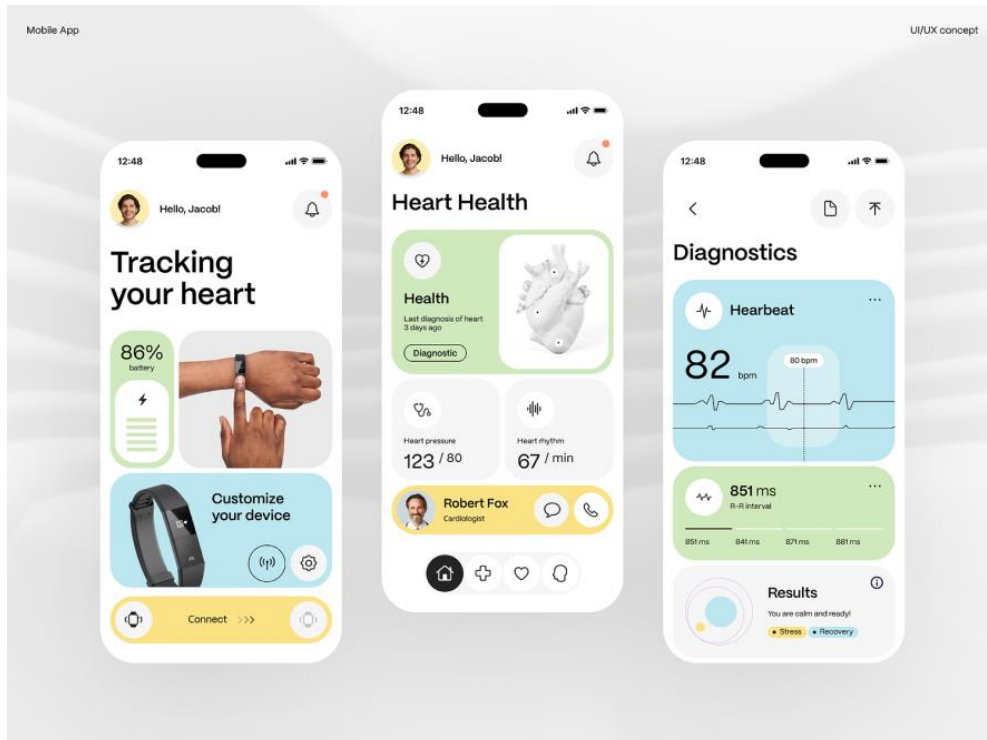 Mobile App
UI/UX concept
12:48
Hello, Jacob!
Tracking
your heart
86%
battery
Customize
your device
Connect >>>
12:48
Hello, Jacob!
Heart Health
Health
Last diagnosis of heart
3 days ago
Diagnostic
Heart pressure
123 / 80
Heart rhythm
67 / min
Robert Fox
Cardiologist
12:48
Diagnostics
Hearbeat
82 bpm
80 bpm
851 ms
R-R interval
851 ms
841 ms
871 ms
881 ms
Results
You are calm and ready!
• Stress
• Recovery